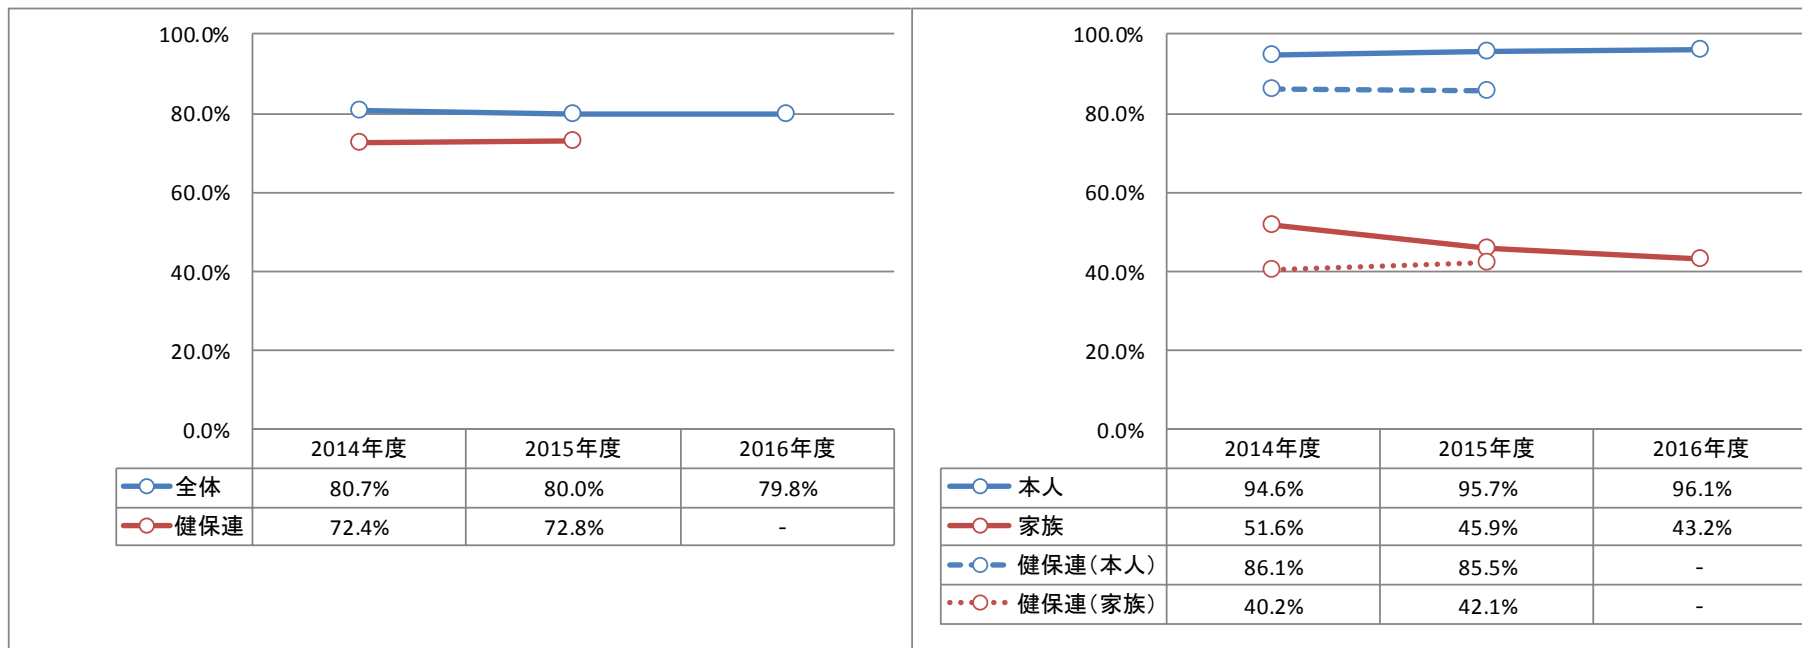 100.0%
80.0%
60.0%
40.0%
20.0%
0.0%
2014年度 2015年度 2016年度
全体 80.7% 80.0% 79.8%
健保連 72.4% 72.8% -
100.0%
80.0%
60.0%
40.0%
20.0%
0.0%
2014年度 2015年度 2016年度
本人 94.6% 95.7% 96.1%
家族 51.6% 45.9% 43.2%
健保連（本人） 86.1% 85.5% -
健保連（家族） 40.2% 42.1% -